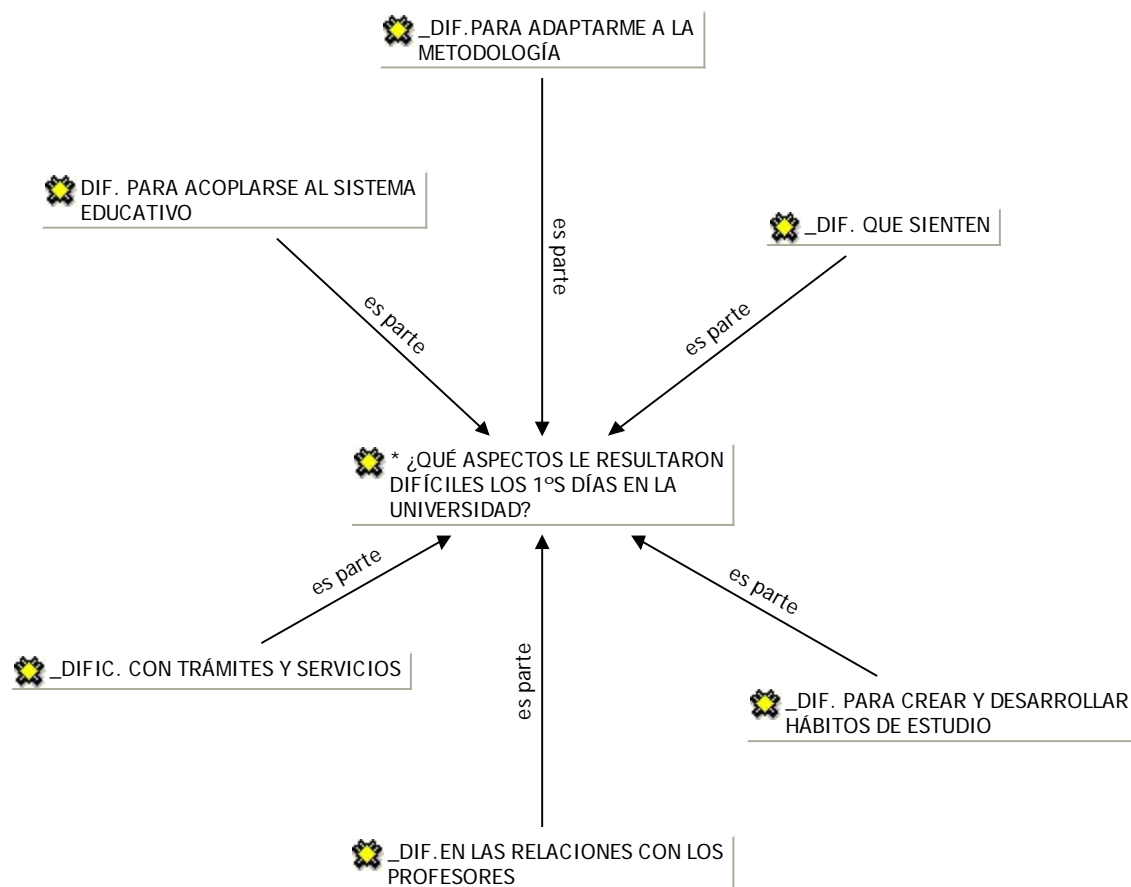 _DIF.PARA ADAPTARME A LA
METODOLOGÍA
DIF. PARA ACOPLARSE AL SISTEMA
EDUCATIVO
_DIF. QUE SIENTEN
es parte
es parte
es parte
* ¿QUÉ ASPECTOS LE RESULTARON
DIFÍCILES LOS 1ºS DÍAS EN LA
UNIVERSIDAD?
es parte
es parte
es parte
_DIFIC. CON TRÁMITES Y SERVICIOS
_DIF. PARA CREAR Y DESARROLLAR
HÁBITOS DE ESTUDIO
_DIF.EN LAS RELACIONES CON LOS
PROFESORES